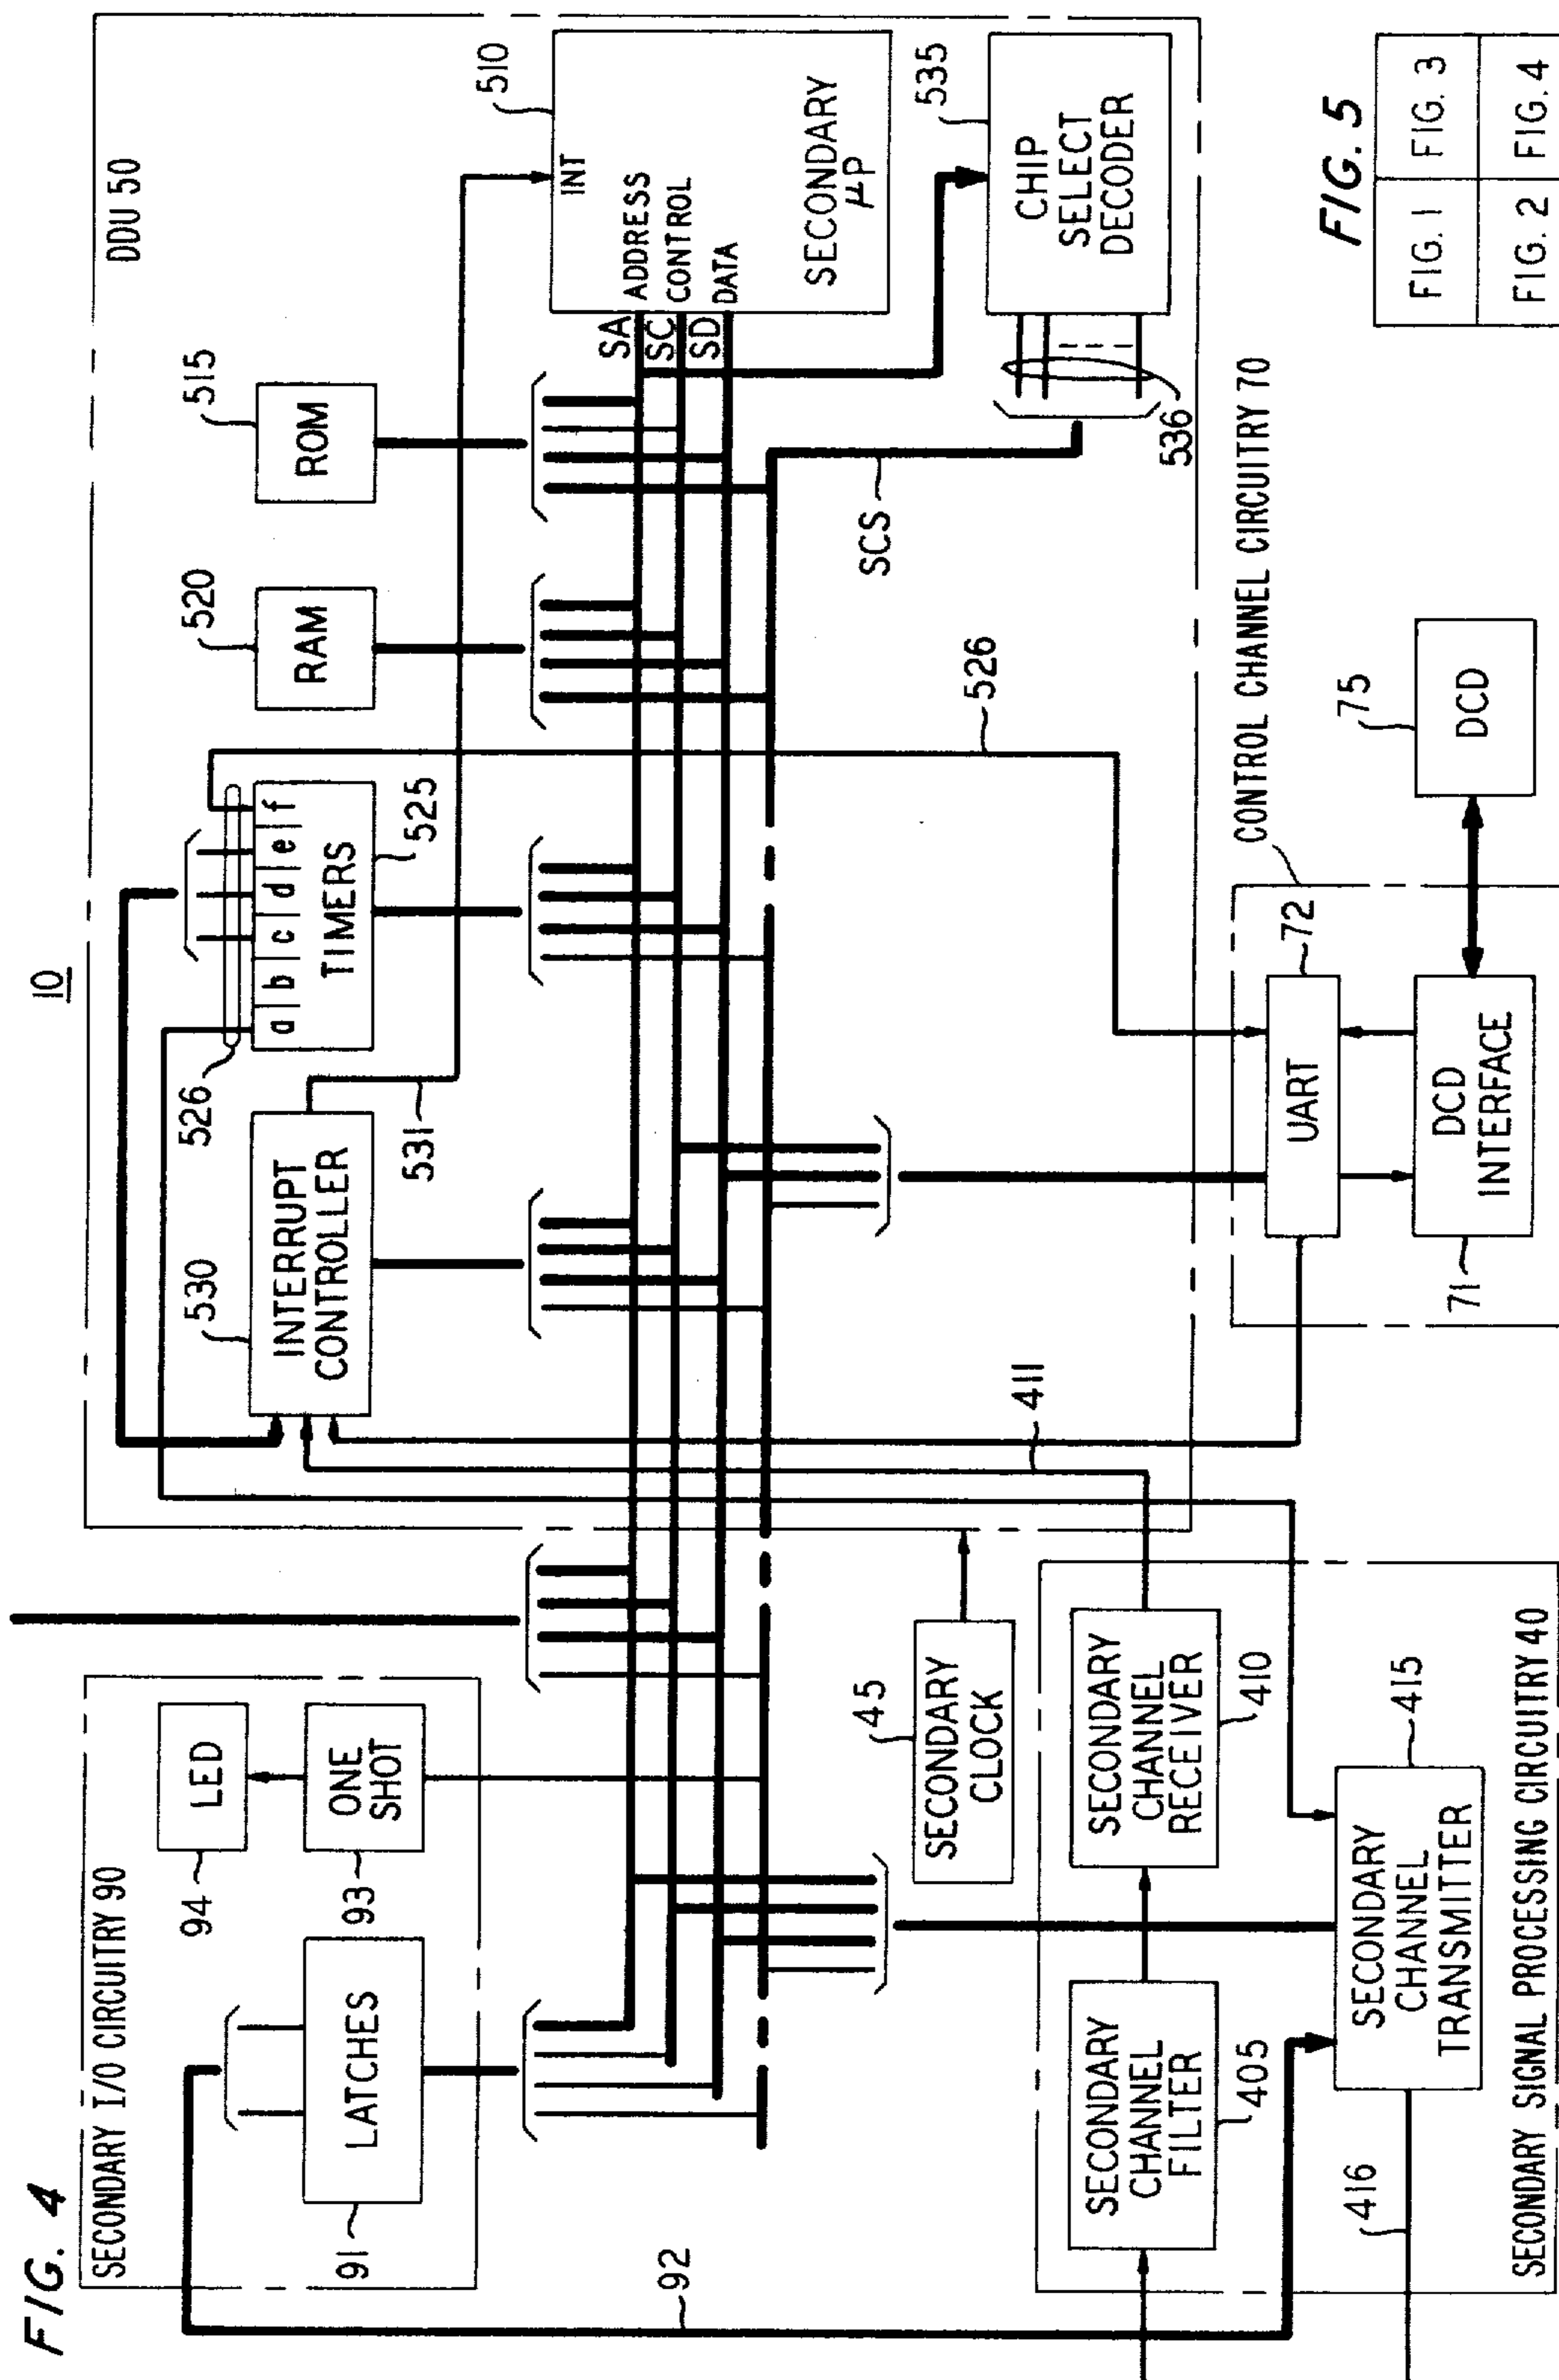 FIG. 4
10
SECONDARY I/O CIRCUITRY 90
94
LED
93
ONE
SHOT
91
LATCHES
92
DDU 50
530
INTERRUPT
CONTROLLER
531
526
a b c d e f
TIMERS
525
520
RAM
515
ROM
510
INT
SA
ADDRESS
SC
CONTROL
SD
DATA
SECONDARY
μP
535
CHIP
SELECT
DECODER
536
SCS
526
45
SECONDARY
CLOCK
411
SECONDARY
CHANNEL
FILTER
405
SECONDARY
CHANNEL
RECEIVER
410
SECONDARY
CHANNEL
TRANSMITTER
415
416
SECONDARY SIGNAL PROCESSING CIRCUITRY 40
CONTROL CHANNEL CIRCUITRY 70
72
UART
71
DCD
INTERFACE
75
DCD
FIG. 5
FIG. 1 FIG. 3
FIG. 2 FIG. 4